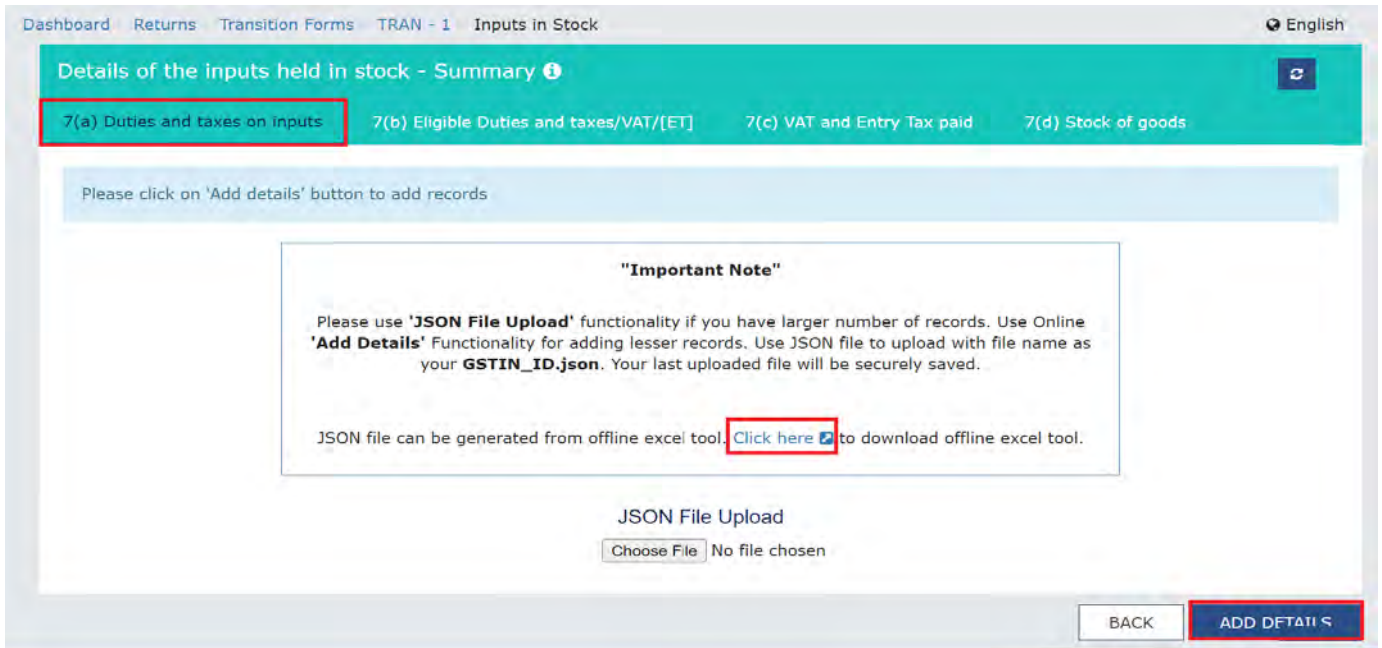 Dashboard Returns Transition Forms TRAN - 1 Inputs in Stock English
Details of the inputs held in stock - Summary
7(a) Duties and taxes on inputs 7(b) Eligible Duties and taxes/VAT/[ET] 7(c) VAT and Entry Tax paid 7(d) Stock of goods
Please click on 'Add details' button to add records
"Important Note"
Please use 'JSON File Upload' functionality if you have larger number of records. Use Online
'Add Details' Functionality for adding lesser records. Use JSON file to upload with file name as
your GSTIN_ID.json. Your last uploaded file will be securely saved.
JSON file can be generated from offline excel tool. Click here to download offline excel tool.
JSON File Upload
Choose File No file chosen
BACK ADD DETAILS